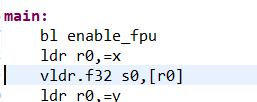 main:
bl enable_fpu
ldr r0,=x
vldr.f32 s0,[r0]
ldr r0,=y